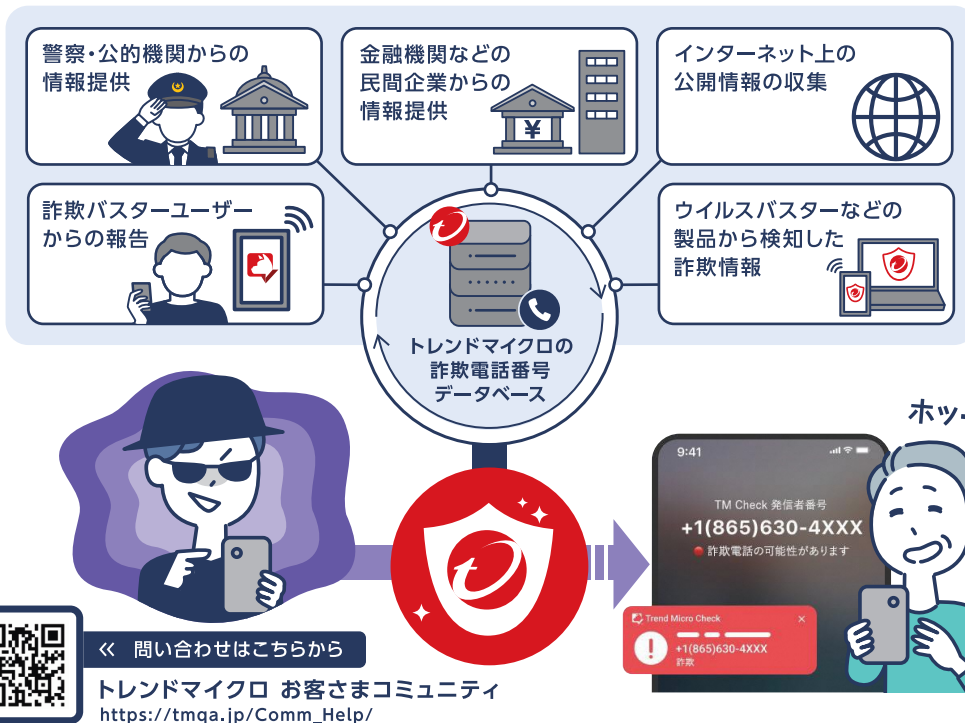 警察・公的機関からの
情報提供
金融機関などの
民間企業からの
情報提供
¥
インターネット上の
公開情報の収集
詐欺バスターユーザー
からの報告
ウイルスバスターなどの
製品から検知した
詐欺情報
トレンドマイクロの
詐欺電話番号
データベース
ホッ
9:41
TM Check 発信者番号
+1(865)630-4XXX
詐欺電話の可能性があります
Trend Micro Check ×
!
+1(865)630-4XXX
詐欺
« 問い合わせはこちらから
トレンドマイクロ お客さまコミュニティ
https://tmqa.jp/Comm_Help/